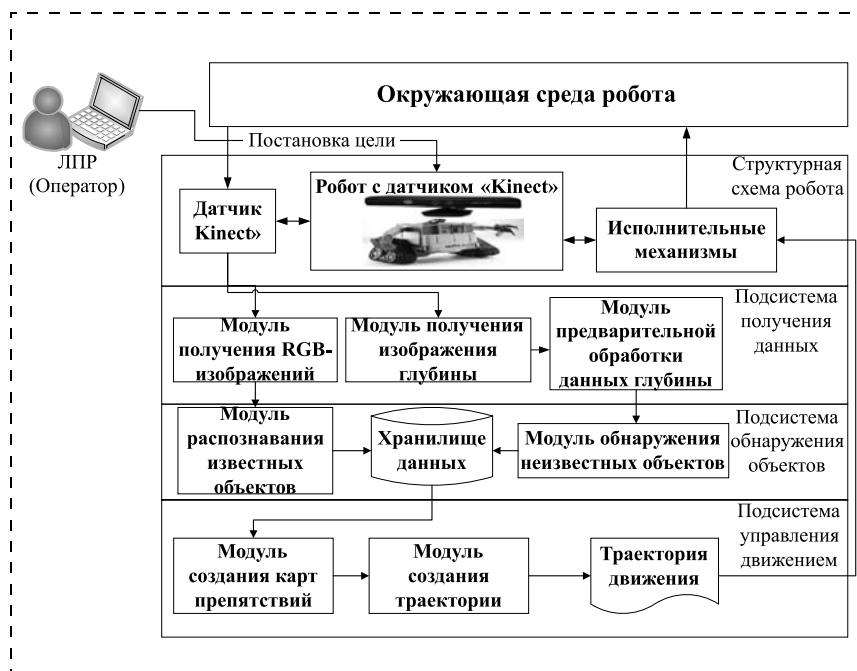 Окружающая среда робота
Постановка цели
ЛПР
(Оператор)
Структурная
схема робота
Робот с датчиком «Kinect»
Датчик
Kinect»
Исполнительные
механизмы
Подсистема
получения
данных
Модуль
получения RGB-
изображений
Модуль получения
изображения
глубины
Модуль
предварительной
обработки
данных глубины
Подсистема
обнаружения
объектов
Модуль
распознавания
известных
объектов
Хранилище
данных
Модуль обнаружения
неизвестных объектов
Подсистема
управления
движением
Модуль
создания карт
препятствий
Модуль
создания
траектории
Траектория
движения